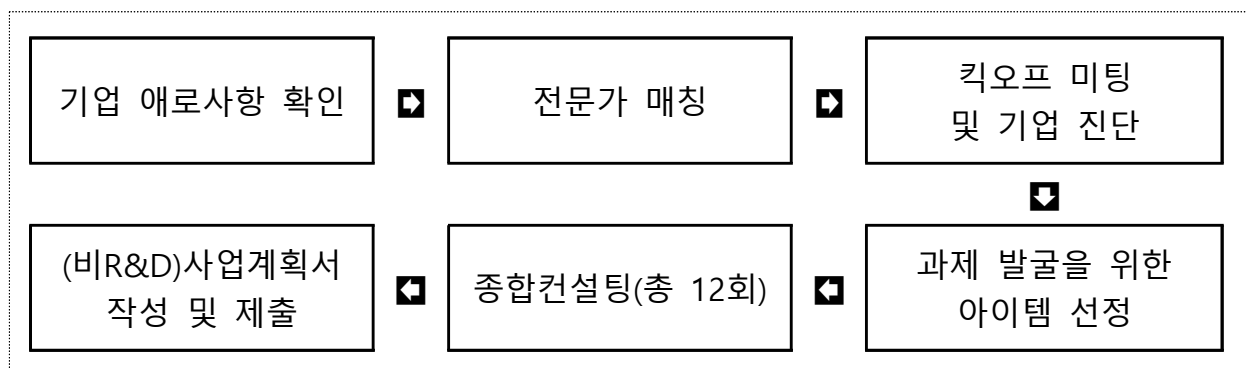 기업 애로사항 확인
전문가 매칭
킥오프 미팅
및 기업 진단
과제 발굴을 위한
아이템 선정
종합컨설팅(총 12회)
(비R&D)사업계획서
작성 및 제출